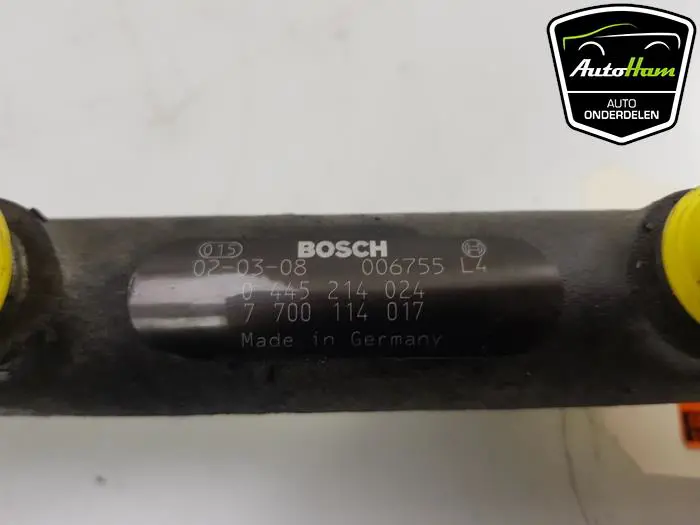 AutoHam
AUTO
ONDERDELEN
015 BOSCH
02-03-08 006755 L4
0 445 214 024
7 700 114 017
Made in Germany